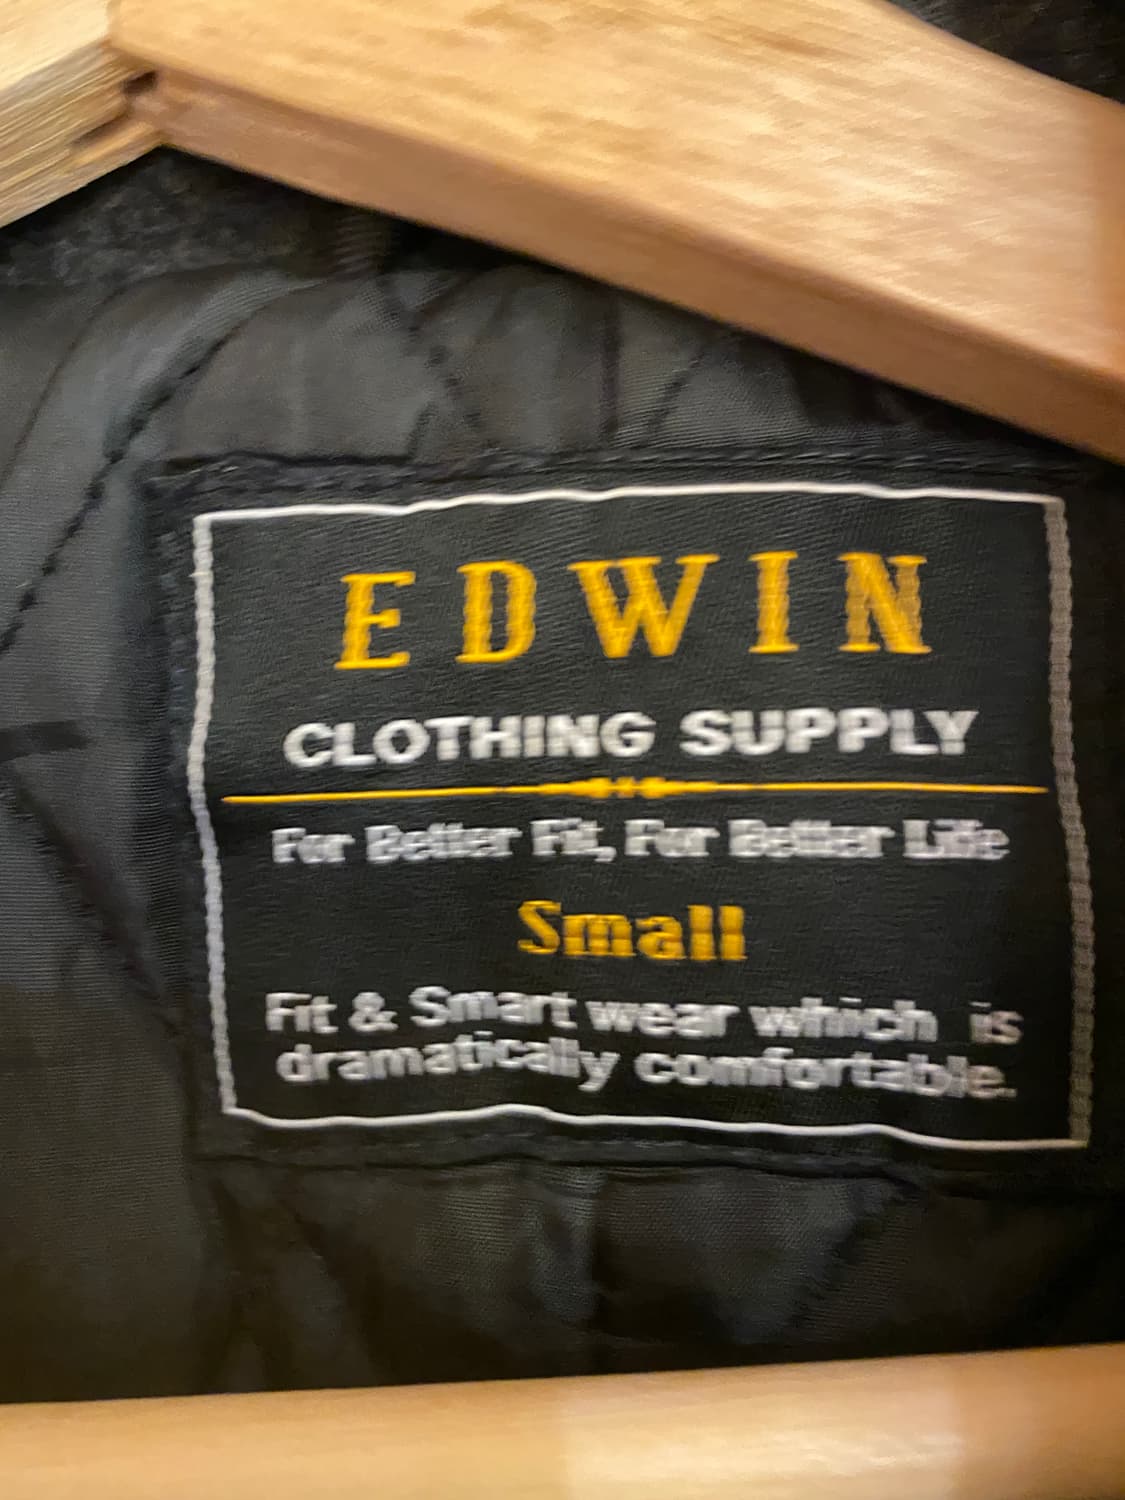 EDWIN
CLOTHING SUPPLY
For Better Fit, For Better Life
Small
Fit & Smart wear which is
dramatically comfortable.